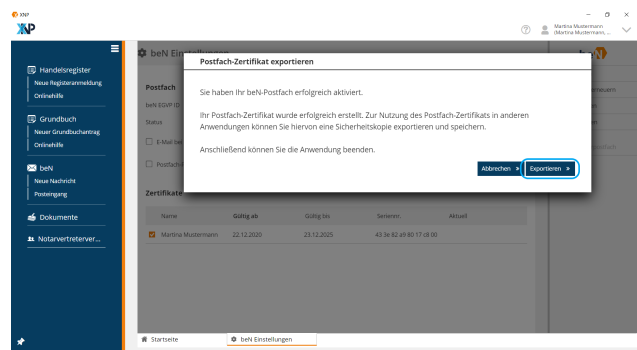 XNP
XNP
Martina Mustermann
(Martina Mustermann, ...
Handelsregister
Neue Registeranmeldung
Onlinehilfe
Grundbuch
Neuer Grundbuchantrag
Onlinehilfe
beN
Neue Nachricht
Posteingang
Dokumente
Notarvertreterver...
beN Einstellungen
beN
Postfach-Zertifikat exportieren
Sie haben Ihr beN-Postfach erfolgreich aktiviert.
Ihr Postfach-Zertifikat wurde erfolgreich erstellt. Zur Nutzung des Postfach-Zertifikats in anderen
Anwendungen können Sie hiervon eine Sicherheitskopie exportieren und speichern.
Anschließend können Sie die Anwendung beenden.
Abbrechen »
Exportieren »
Postfach
beN EGVP ID
Status
E-Mail bei
Postfach-
Zertifikate
Name Gültig ab Gültig bis Seriennr. Aktuell
Martina Mustermann 22.12.2020 23.12.2025 43 3e 82 a9 80 17 c8 00
Startseite
beN Einstellungen